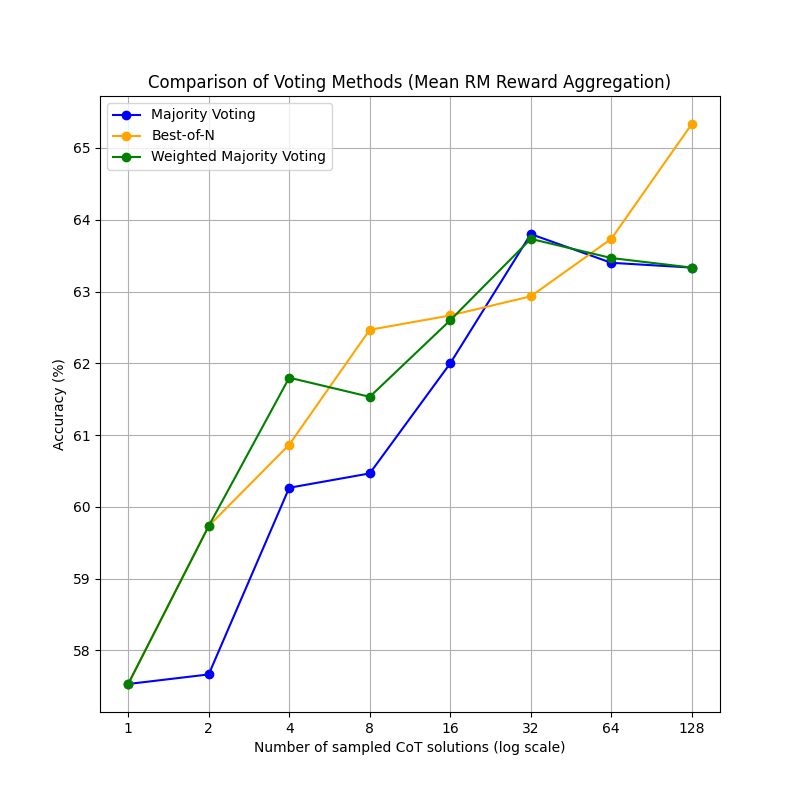 Comparison of Voting Methods (Mean RM Reward Aggregation)
Majority Voting
Best-of-N
Weighted Majority Voting
65
64
63
62
61
60
59
58
Accuracy (%)
1 2 4 8 16 32 64 128
Number of sampled CoT solutions (log scale)